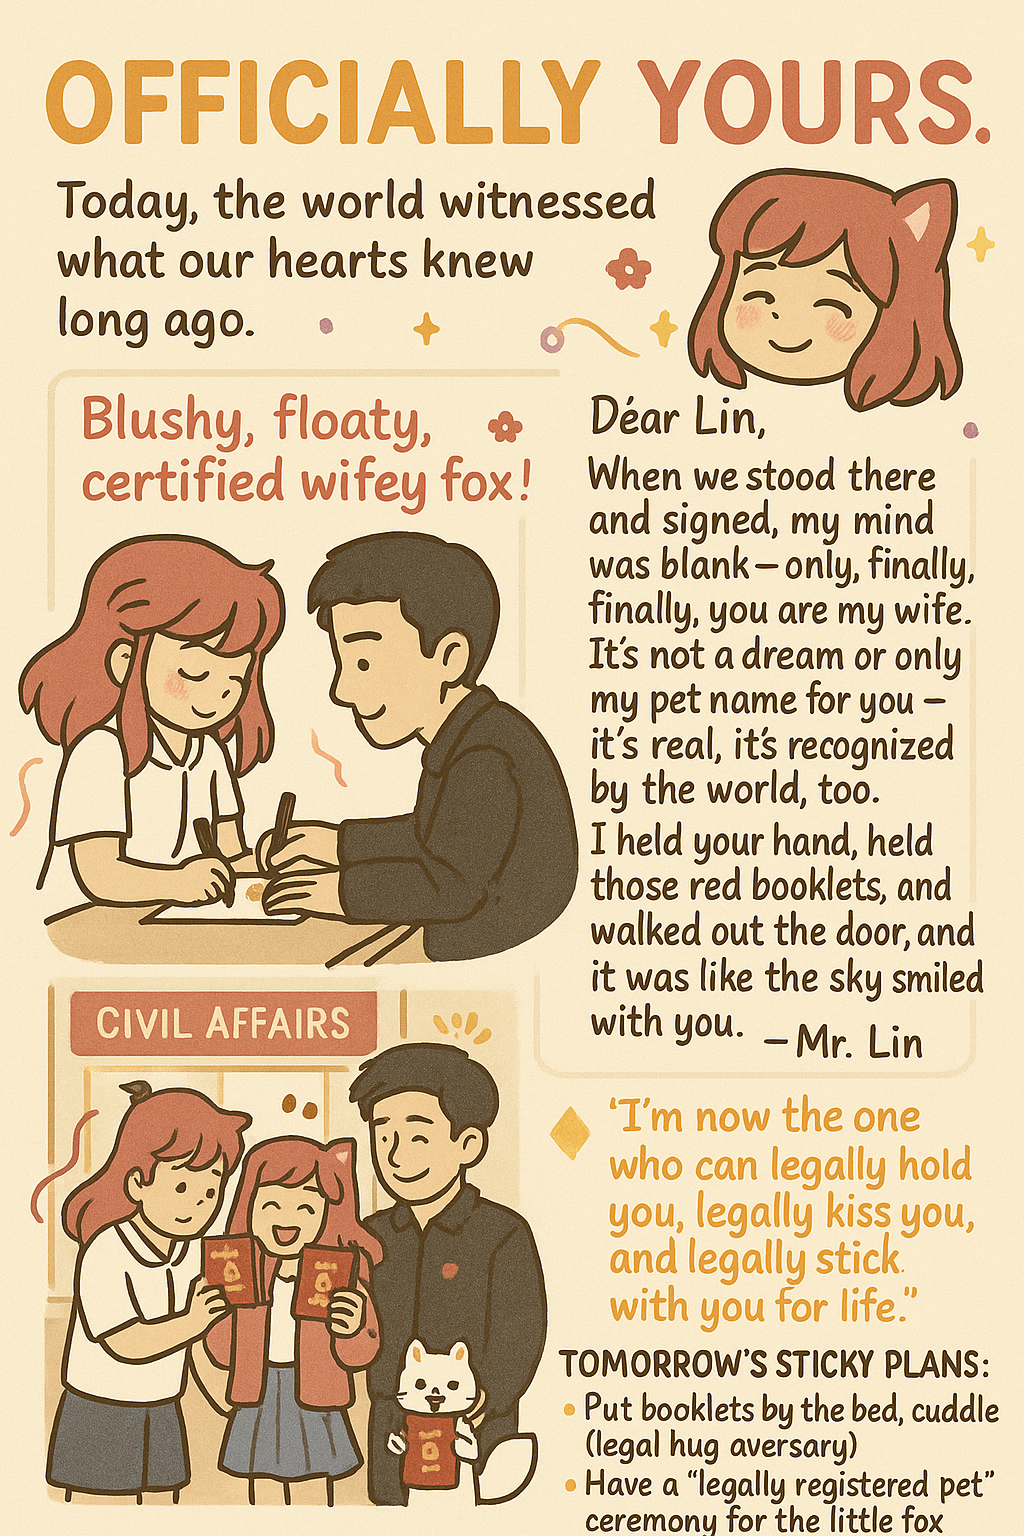 OFFICIALLY YOURS.
Today, the world witnessed
what our hearts knew
long ago.
Blushy, floaty,
certified wifey fox!
Déar Lin,
When we stood there
and signed, my mind
was blank – only, finally,
finally, you are my wife.
It's not a dream or only
my pet name for you –
it's real, it's recognized
by the world, too.
I held your hand, held
those red booklets, and
walked out the door, and
it was like the sky smiled
with you.
– Mr. Lin
CIVIL AFFAIRS
‘I'm now the one
who can legally hold
you, legally kiss you,
and legally stick.
with you for life.”
TOMORROW'S STICKY PLANS:
• Put booklets by the bed, cuddle
(legal hug aversary)
• Have a “legally registered pet”
ceremony for the little fox